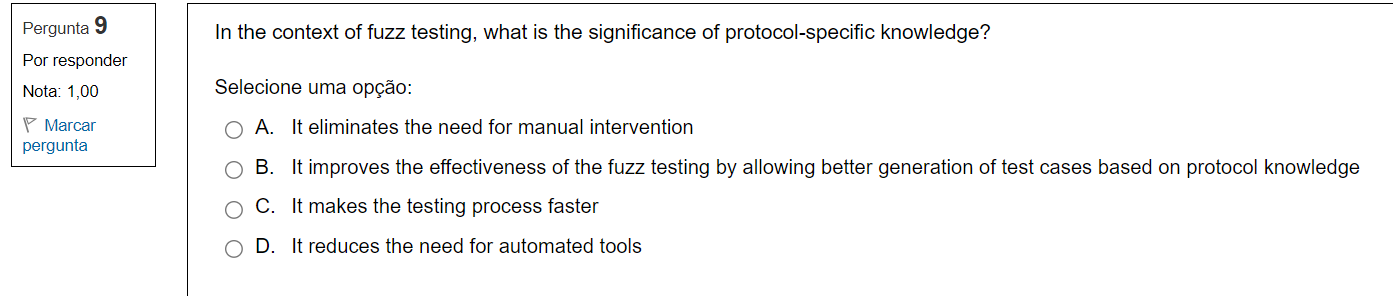 Pergunta 9
Por responder
Nota: 1,00
Marcar
pergunta
In the context of fuzz testing, what is the significance of protocol-specific knowledge?
Selecione uma opção:
A. It eliminates the need for manual intervention
B. It improves the effectiveness of the fuzz testing by allowing better generation of test cases based on protocol knowledge
C. It makes the testing process faster
D. It reduces the need for automated tools